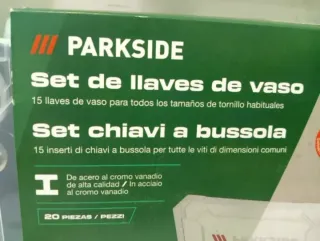 PARKSIDE
Set de llaves de vaso
15 llaves de vaso para todos los tamaños de tornillo habituales
Set chiavi a bussola
15 inserti di chiavi a bussola per tutte le viti di dimensioni comuni
De acero al cromo vanadio
de alta calidad / In acciaio
al cromo vanadio
20 PIEZAS / PEZZI